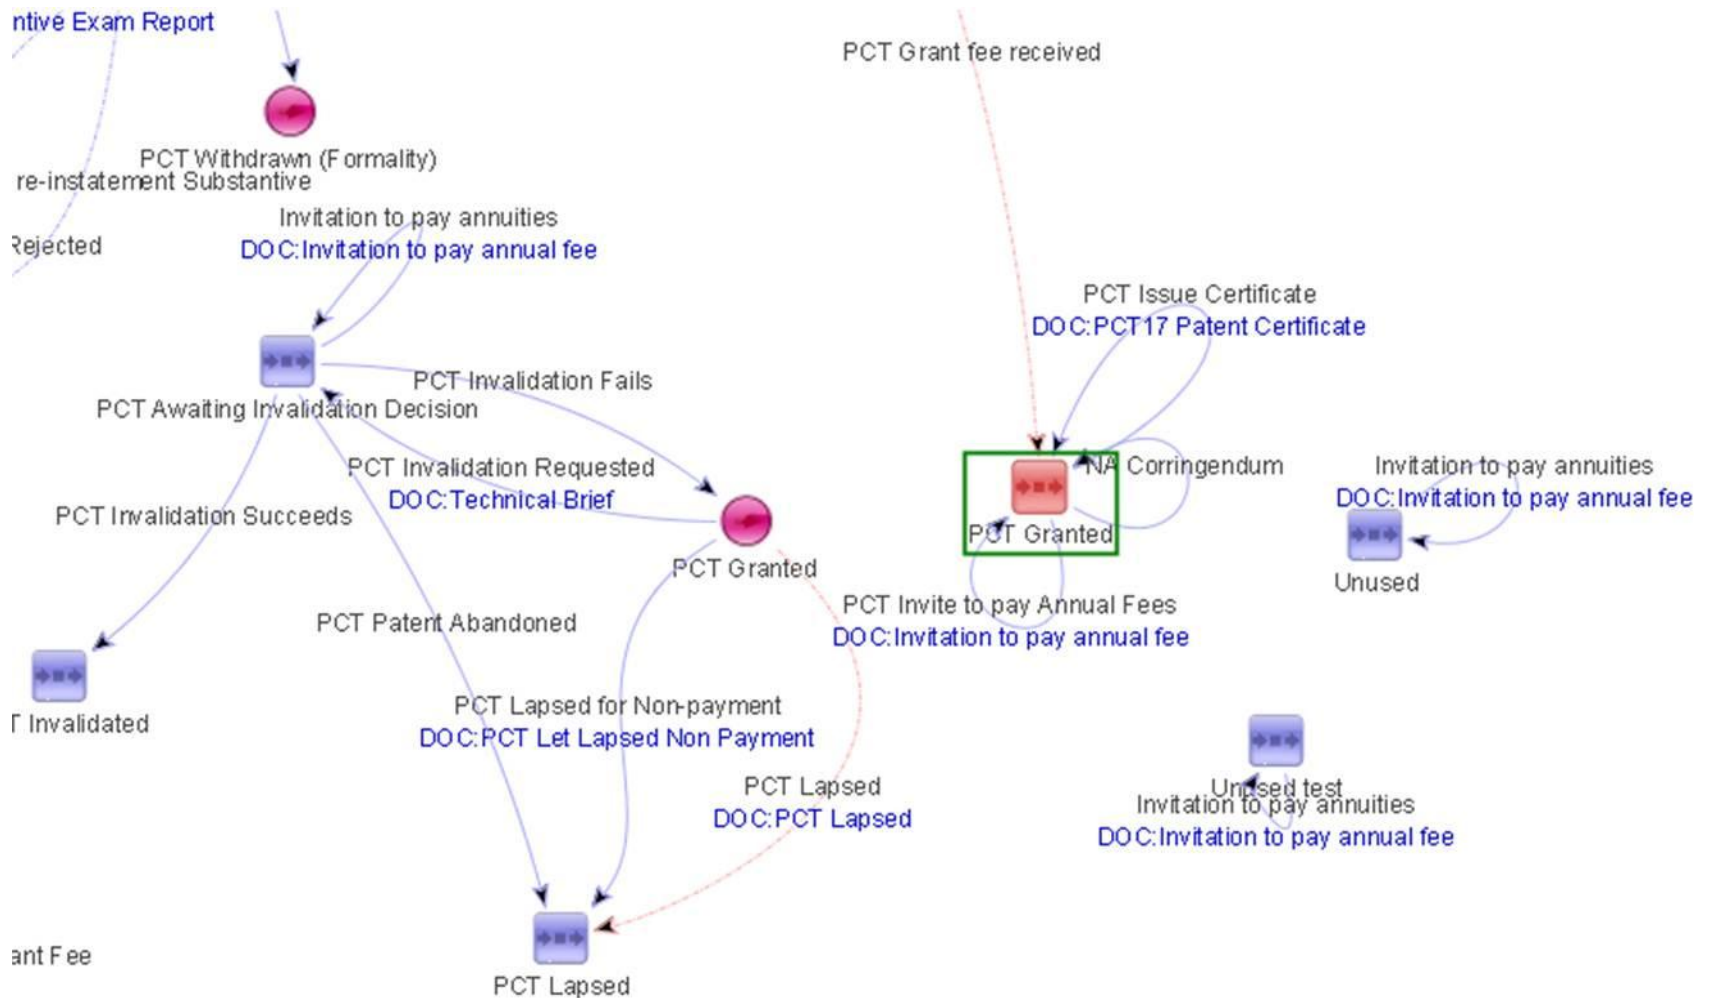 ntive Exam Report
PCT Grant fee received
PCT Withdrawn (Formality)
re-instatement Substantive
Invitation to pay annuities
Rejected
DOC:Invitation to pay annual fee
PCT Issue Certificate
DOC:PCT17 Patent Certificate
PCT Invalidation Fails
PCT Awaiting Invalidation Decision
PCT Invalidation Requested
DOC:Technical Brief
NA Corringendum
Invitation to pay annuities
DOC:Invitation to pay annual fee
PCT Invalidation Succeeds
PCT Granted
PCT Granted
Unused
PCT Invite to pay Annual Fees
DOC:Invitation to pay annual fee
PCT Patent Abandoned
T Invalidated
PCT Lapsed for Non-payment
DOC:PCT Let Lapsed Non Payment
PCT Lapsed
DOC:PCT Lapsed
Unused test
Invitation to pay annuities
DOC:Invitation to pay annual fee
ant Fee
PCT Lapsed